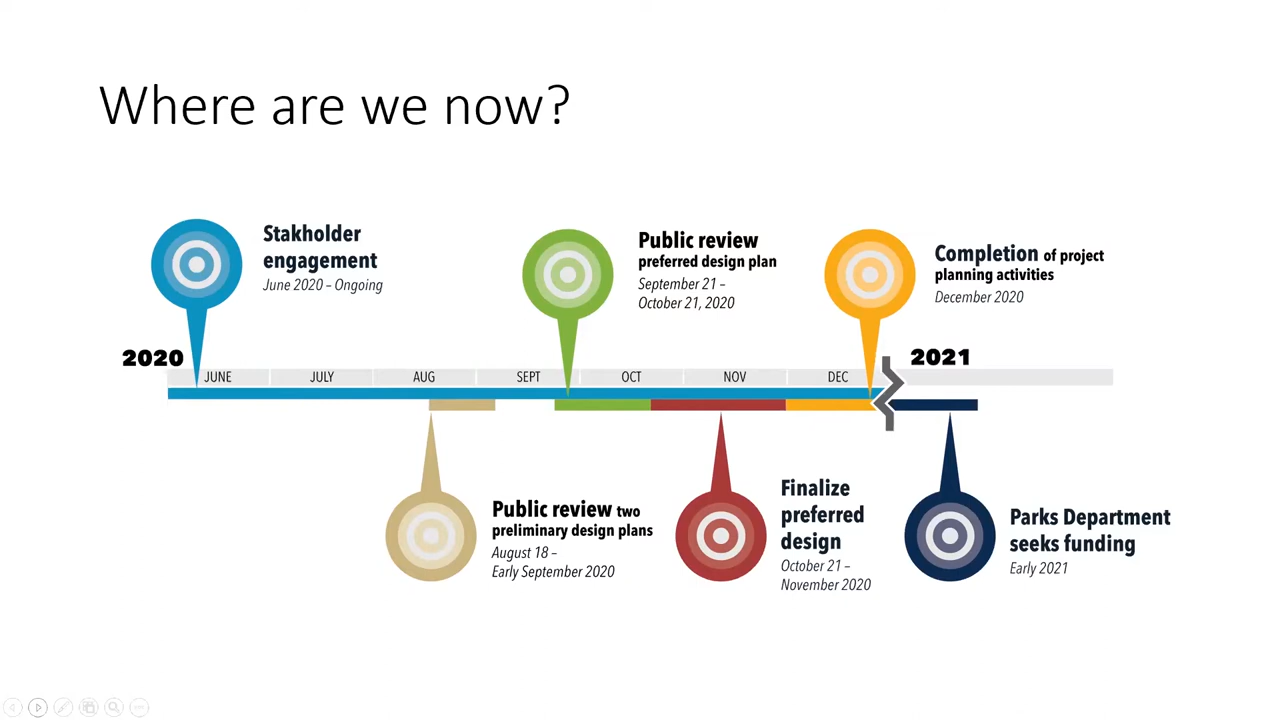 Where are we now?
Stakholder
engagement
June 2020 – Ongoing
Public review
preferred design plan
September 21 –
October 21, 2020
Completion of project
planning activities
December 2020
2020
2021
JUNE JULY AUG SEPT OCT NOV DEC
Public review two
preliminary design plans
August 18 –
Early September 2020
Finalize
preferred
design
October 21 –
November 2020
Parks Department
seeks funding
Early 2021